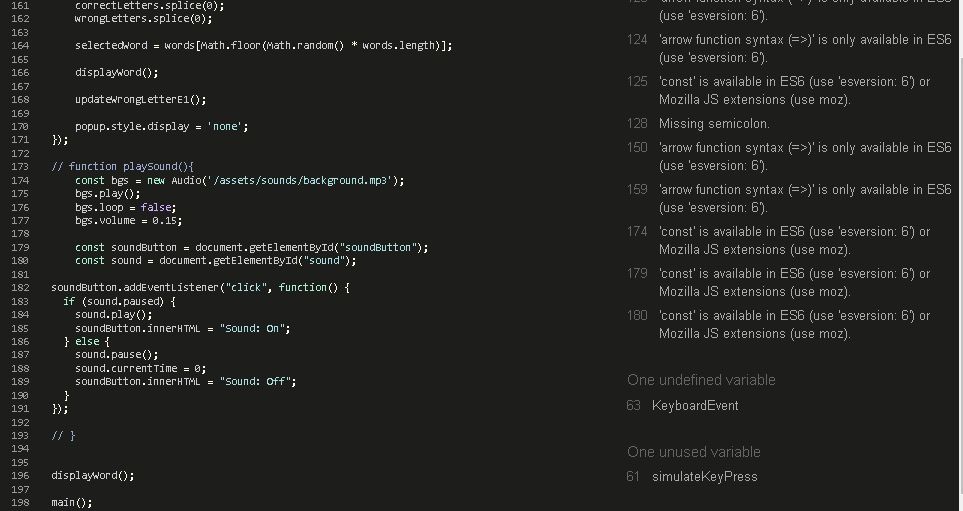 161 correctLetters.splice(0);
162 wrongLetters.splice(0);
163
164 selectedWord = words[Math.floor(Math.random() * words.length)];
165
166 displayWord();
167
168 updateWrongLetterE1();
169
170 popup.style.display = 'none';
171 });
172
173 // function playSound(){
174 const bgs = new Audio('/assets/sounds/background.mp3');
175 bgs.play();
176 bgs.loop = false;
177 bgs.volume = 0.15;
178
179 const soundButton = document.getElementById("soundButton");
180 const sound = document.getElementById("sound");
181
182 soundButton.addEventListener("click", function() {
183 if (sound.paused) {
184 sound.play();
185 soundButton.innerHTML = "Sound: On";
186 } else {
187 sound.pause();
188 sound.currentTime = 0;
189 soundButton.innerHTML = "Sound: Off";
190 }
191 });
192
193 // }
194
195
196 displayWord();
197
198 main();
'arrow function syntax (=>)' is only available in ES6
(use 'esversion: 6').
124 'arrow function syntax (=>)' is only available in ES6
(use 'esversion: 6').
125 'const' is available in ES6 (use 'esversion: 6') or
Mozilla JS extensions (use moz).
128 Missing semicolon.
150 'arrow function syntax (=>)' is only available in ES6
(use 'esversion: 6').
159 'arrow function syntax (=>)' is only available in ES6
(use 'esversion: 6').
174 'const' is available in ES6 (use 'esversion: 6') or
Mozilla JS extensions (use moz).
179 'const' is available in ES6 (use 'esversion: 6') or
Mozilla JS extensions (use moz).
180 'const' is available in ES6 (use 'esversion: 6') or
Mozilla JS extensions (use moz).
One undefined variable
63 KeyboardEvent
One unused variable
61 simulateKeyPress